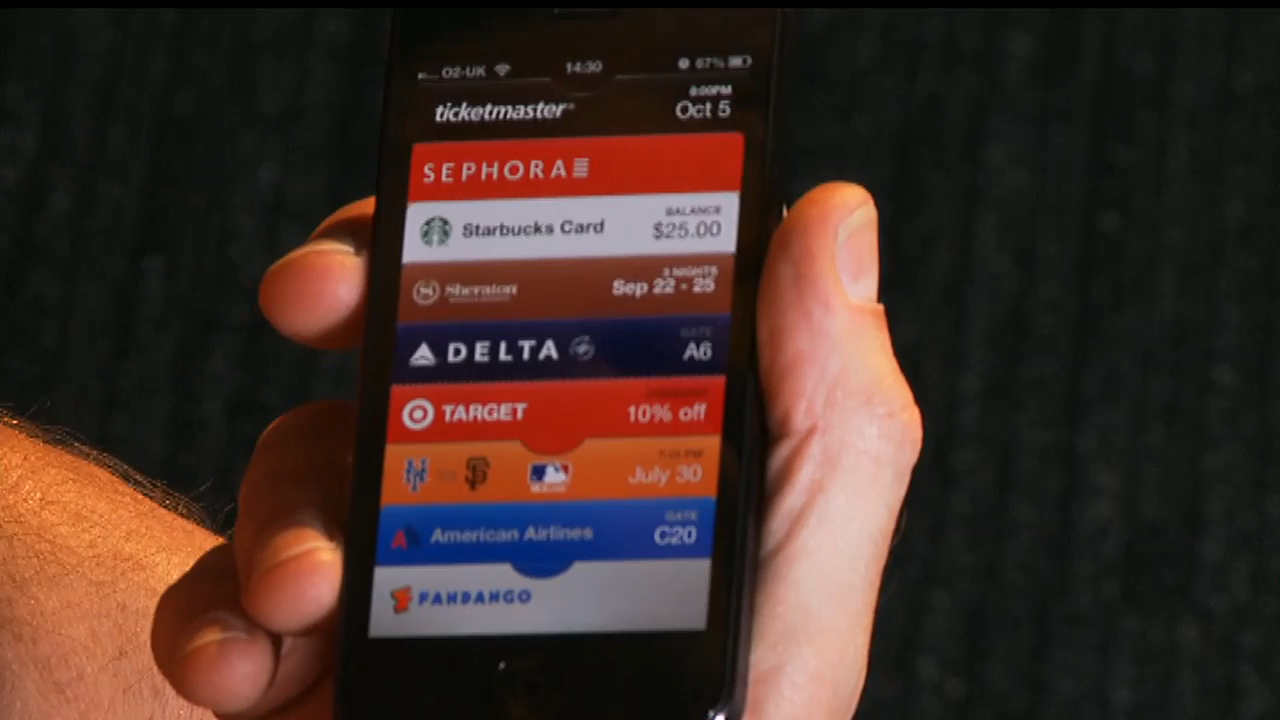 O2-UK 14:30 67%
8:00PM
ticketmaster® Oct 5
SEPHORA
BALANCE
Starbucks Card $25.00
3 NIGHTS
Sheraton Sep 22 - 25
GATE
DELTA A6
TARGET 10% off
July 30
GATE
American Airlines C20
FANDANGO